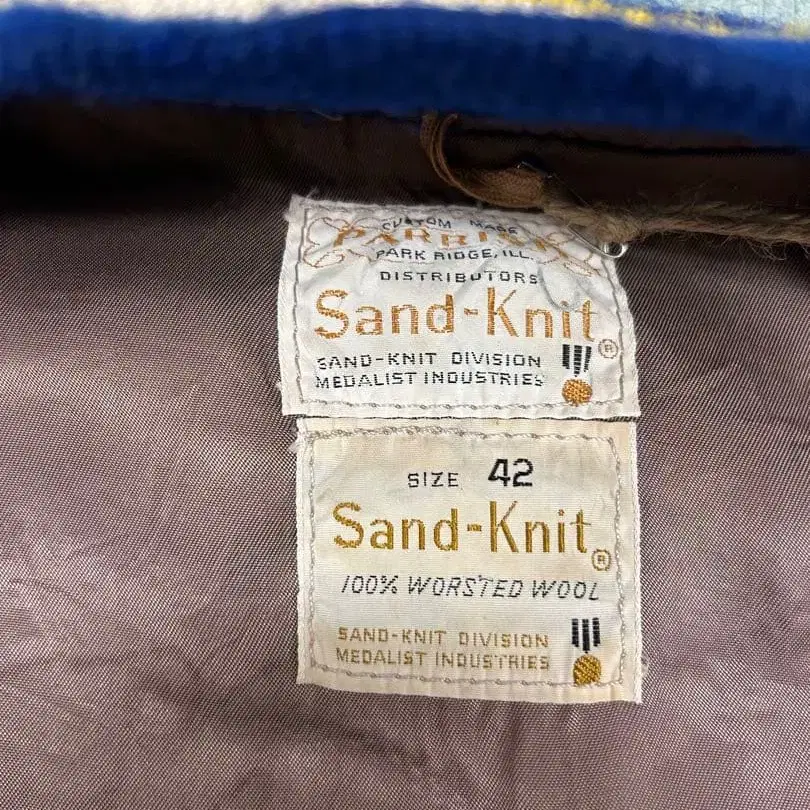 CUSTOM MADE
PARRISH
PARK RIDGE, ILL.
DISTRIBUTORS
Sand-Knit®
SAND-KNIT DIVISION
MEDALIST INDUSTRIES
SIZE 42
Sand-Knit®
100% WORSTED WOOL
SAND-KNIT DIVISION
MEDALIST INDUSTRIES